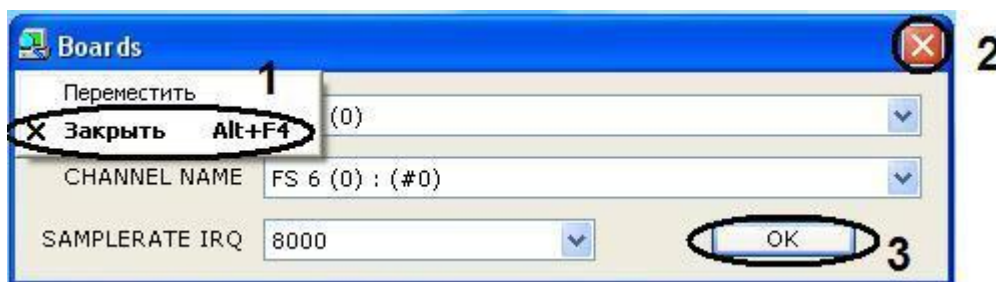 Boards
2
1
Переместить
X Закрыть Alt+F4
(0)
CHANNEL NAME FS 6 (0) : (#0)
SAMPLERATE IRQ 8000 OK
3